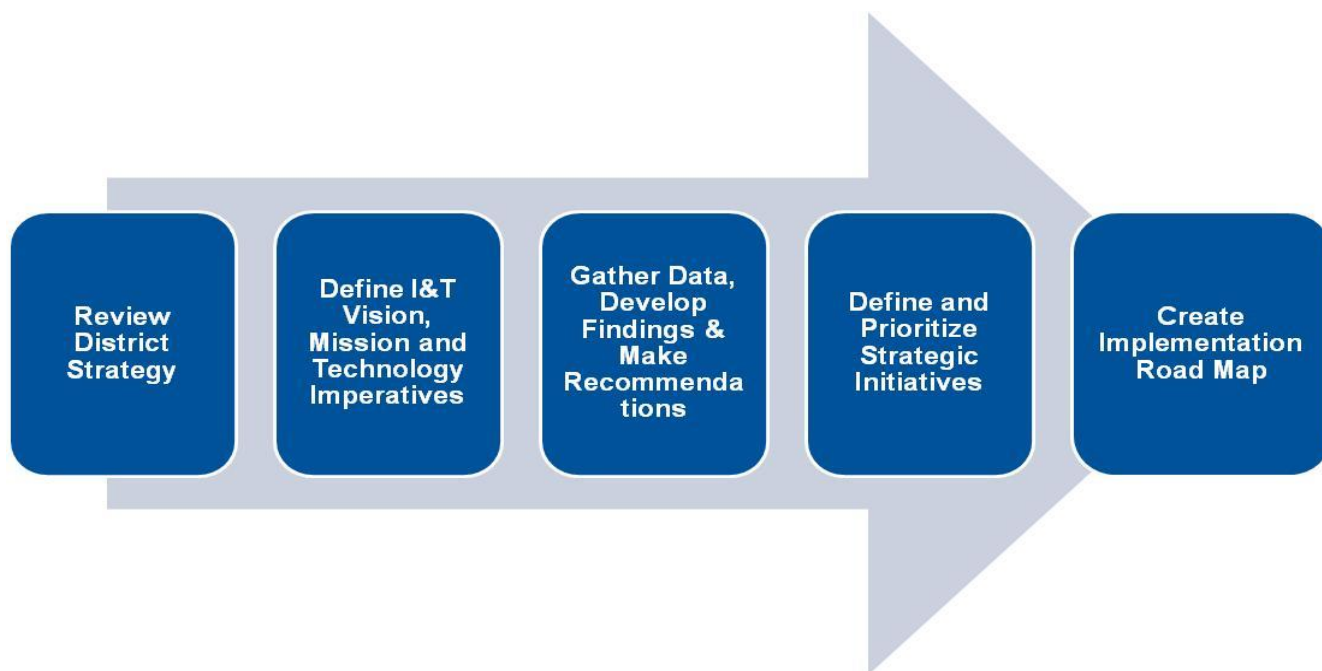 Review
District
Strategy
Define I&T
Vision,
Mission and
Technology
Imperatives
Gather Data,
Develop
Findings &
Make
Recommenda
tions
Define and
Prioritize
Strategic
Initiatives
Create
Implementation
Road Map